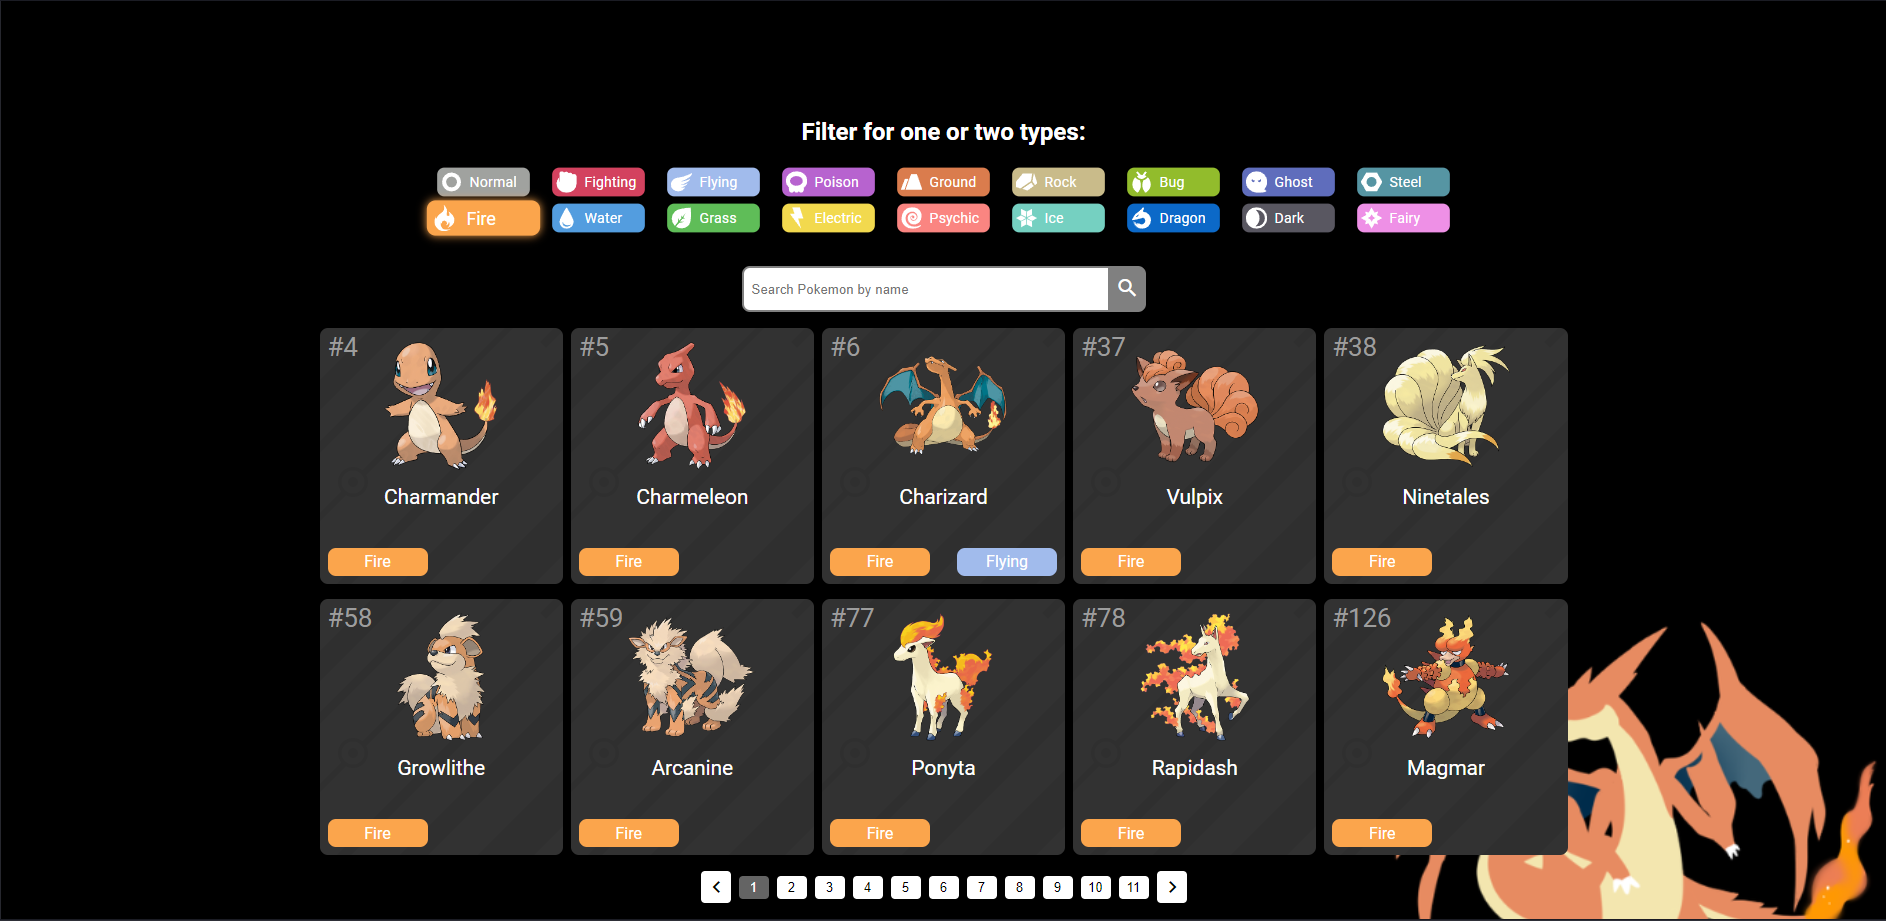 Filter for one or two types:
Normal Fighting Flying Poison Ground Rock Bug Ghost Steel
Fire Water Grass Electric Psychic Ice Dragon Dark Fairy
Search Pokemon by name
#4 #5 #6 #37 #38
Charmander Charmeleon Charizard Vulpix Ninetales
Fire Fire Fire Flying Fire Fire
#58 #59 #77 #78 #126
Growlithe Arcanine Ponyta Rapidash Magmar
Fire Fire Fire Fire Fire
1 2 3 4 5 6 7 8 9 10 11